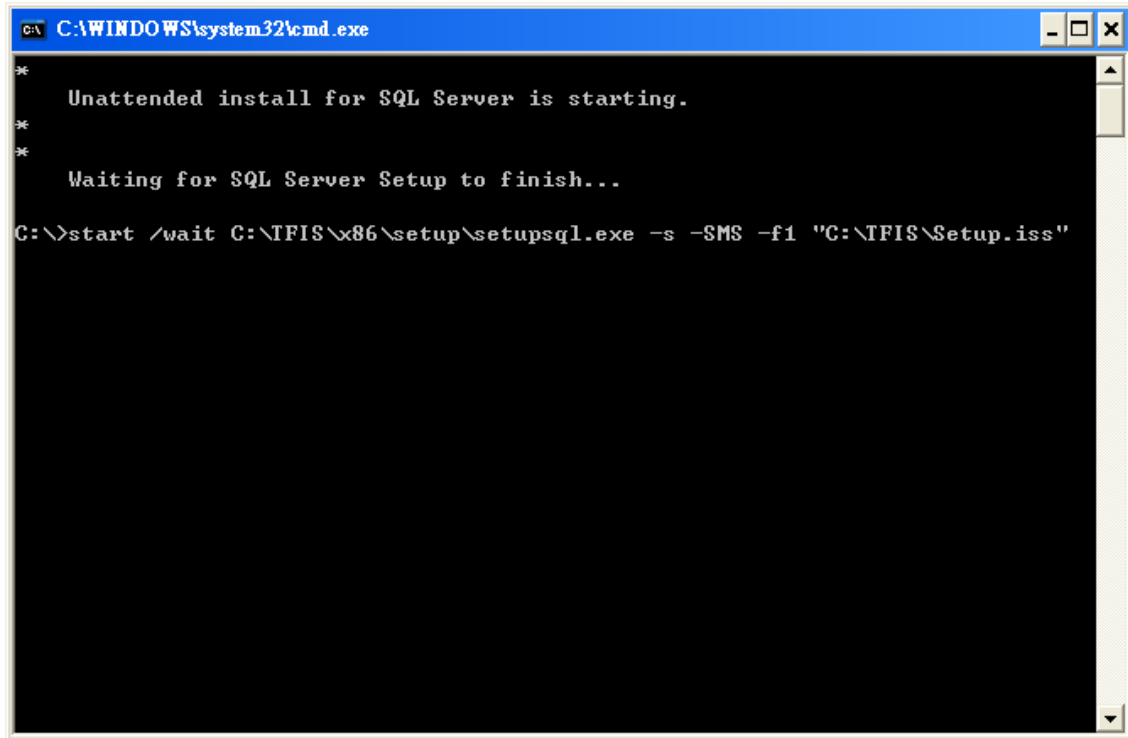 C:\WINDOWS\system32\cmd.exe
*
Unattended install for SQL Server is starting.
*
*
Waiting for SQL Server Setup to finish...
C:\>start /wait C:\TFIS\x86\setup\setupsql.exe -s -SMS -f1 "C:\TFIS\Setup.iss"